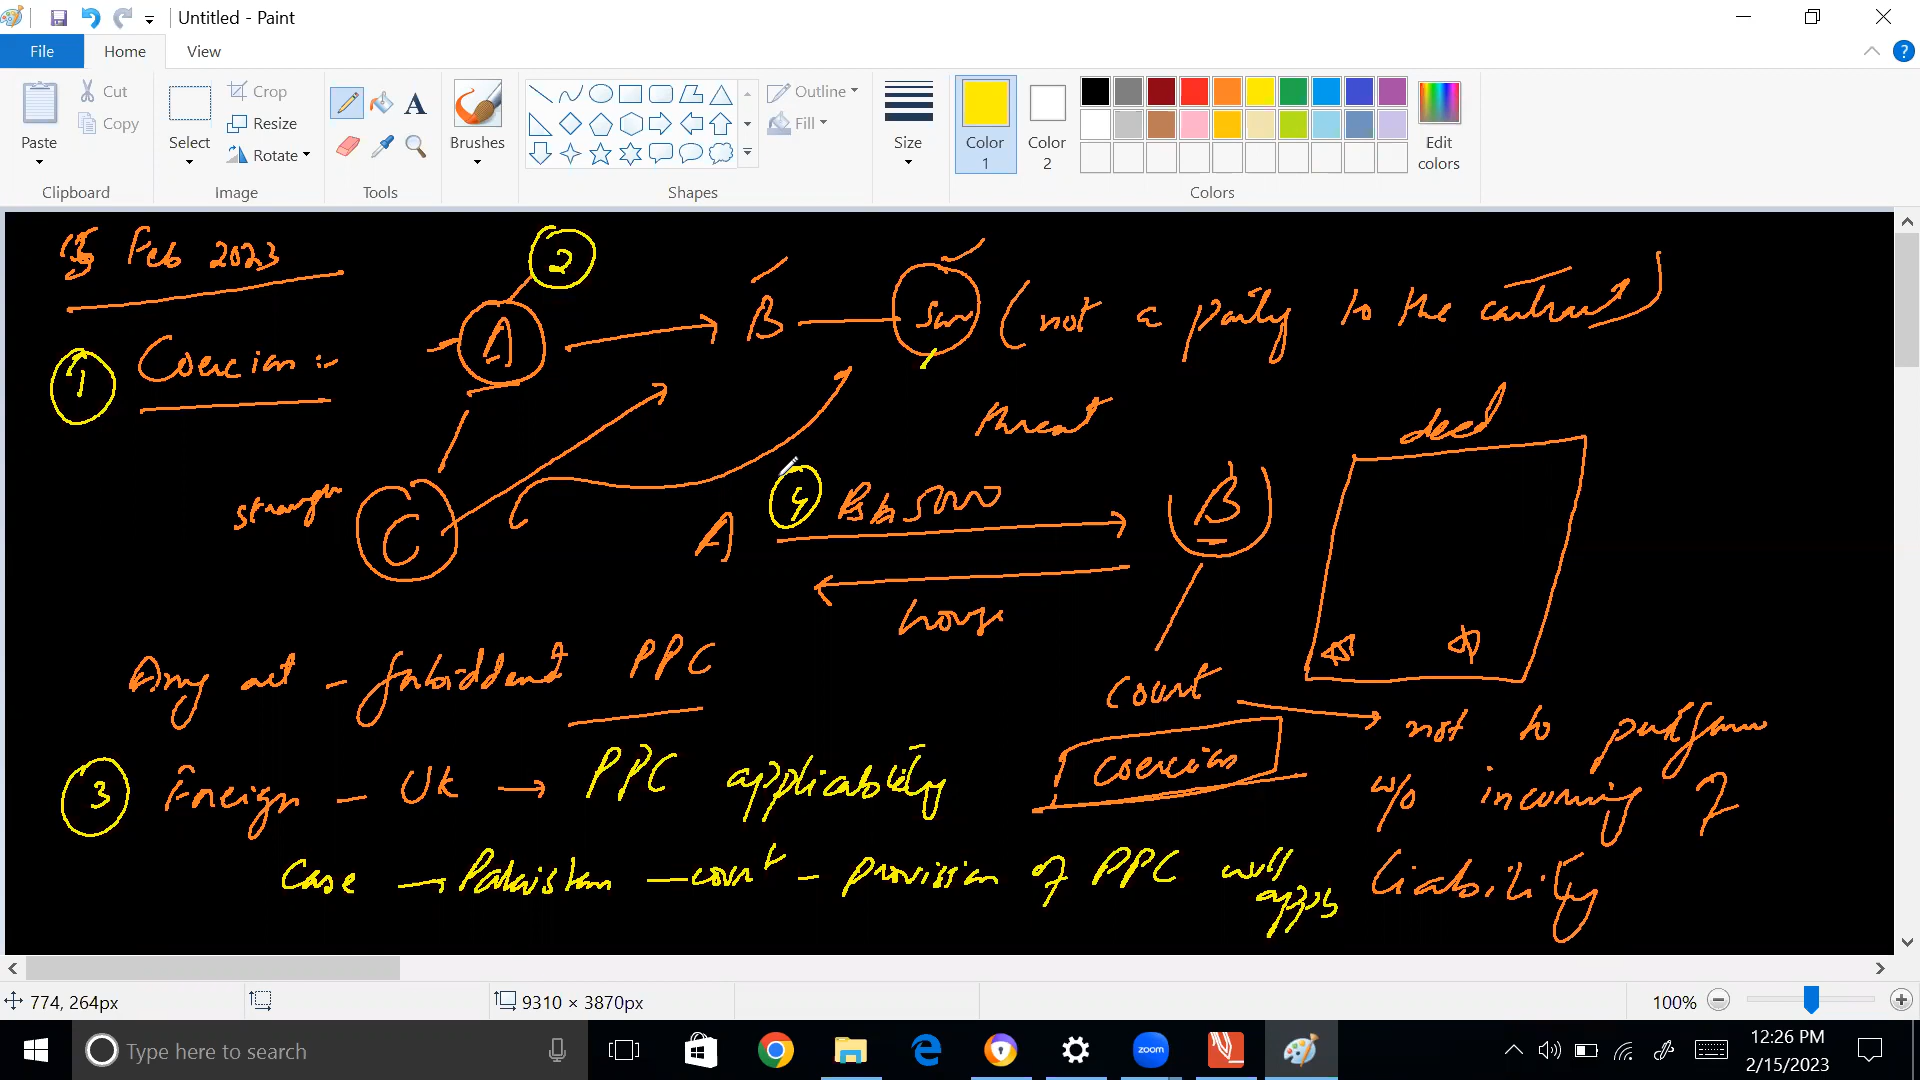 Untitled - Paint
File Home View
Paste Cut Copy Clipboard
Select Crop Resize Rotate Image
Tools
Brushes
Outline Fill Shapes
Size
Color 1 Color 2 Edit colors Colors
15 Feb 2023
2
A B Son (not a party to the contract)
1 Coercion :-
threat
deed
stranger C
A 4 Rs 5000 B
house
Any act - forbidden PPC
court
not to perform
3 Foreign - UK → PPC applicability
coercion
w/o incurring
Case → Pakistan - court - provision of PPC will apply
liability
774, 264px
9310 × 3870px
100%
Type here to search
zoom
12:26 PM
2/15/2023